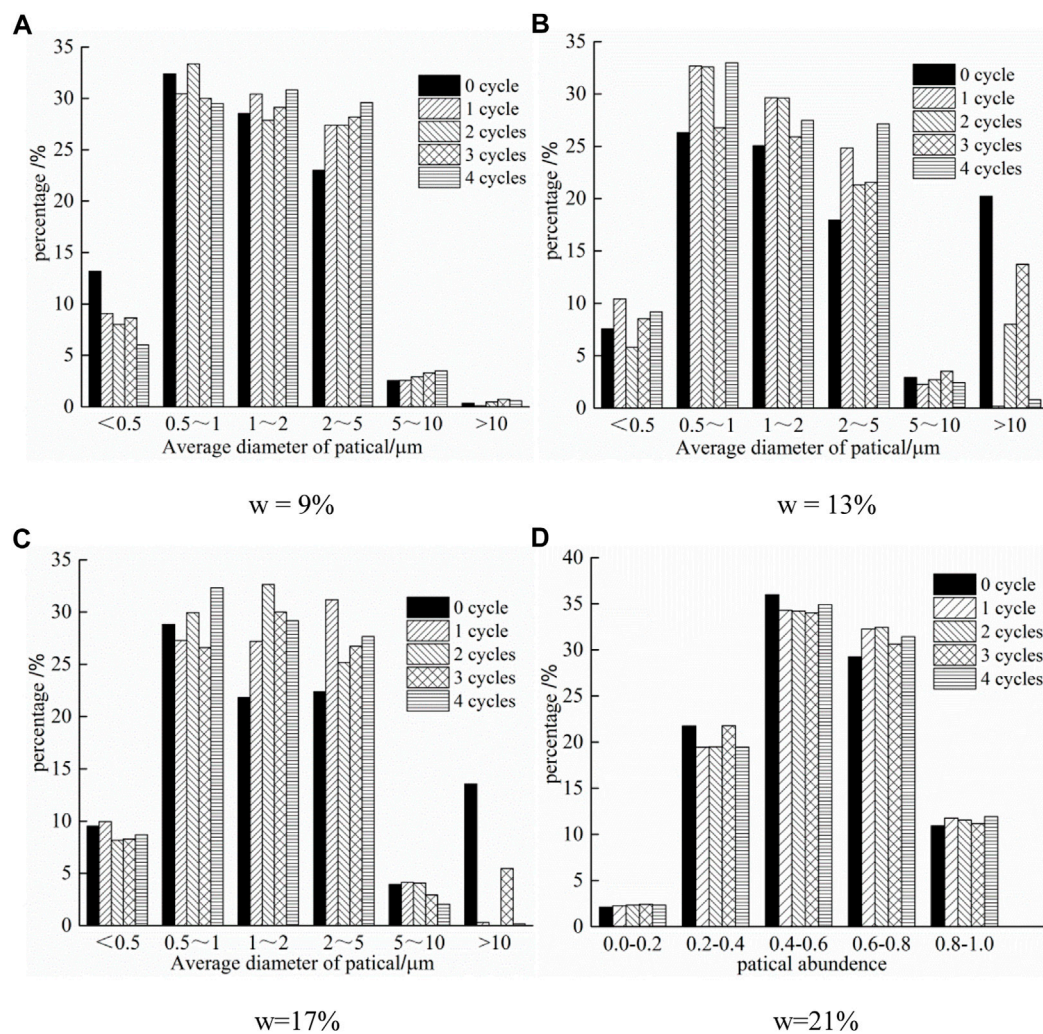 A
35
30
25
20
15
10
5
0
percentage /%
0 cycle
1 cycle
2 cycles
3 cycles
4 cycles
<0.5 0.5~1 1~2 2~5 5~10 >10
Average diameter of patical/μm
w = 9%
B
35
30
25
20
15
10
5
0
percentage /%
0 cycle
1 cycle
2 cycles
3 cycles
4 cycles
<0.5 0.5~1 1~2 2~5 5~10 >10
Average diameter of patical/μm
w = 13%
C
35
30
25
20
15
10
5
0
percentage /%
0 cycle
1 cycle
2 cycles
3 cycles
4 cycles
<0.5 0.5~1 1~2 2~5 5~10 >10
Average diameter of patical/μm
w=17%
D
40
35
30
25
20
15
10
5
0
percentage /%
0 cycle
1 cycle
2 cycles
3 cycles
4 cycles
0.0-0.2 0.2-0.4 0.4-0.6 0.6-0.8 0.8-1.0
patical abundence
w=21%